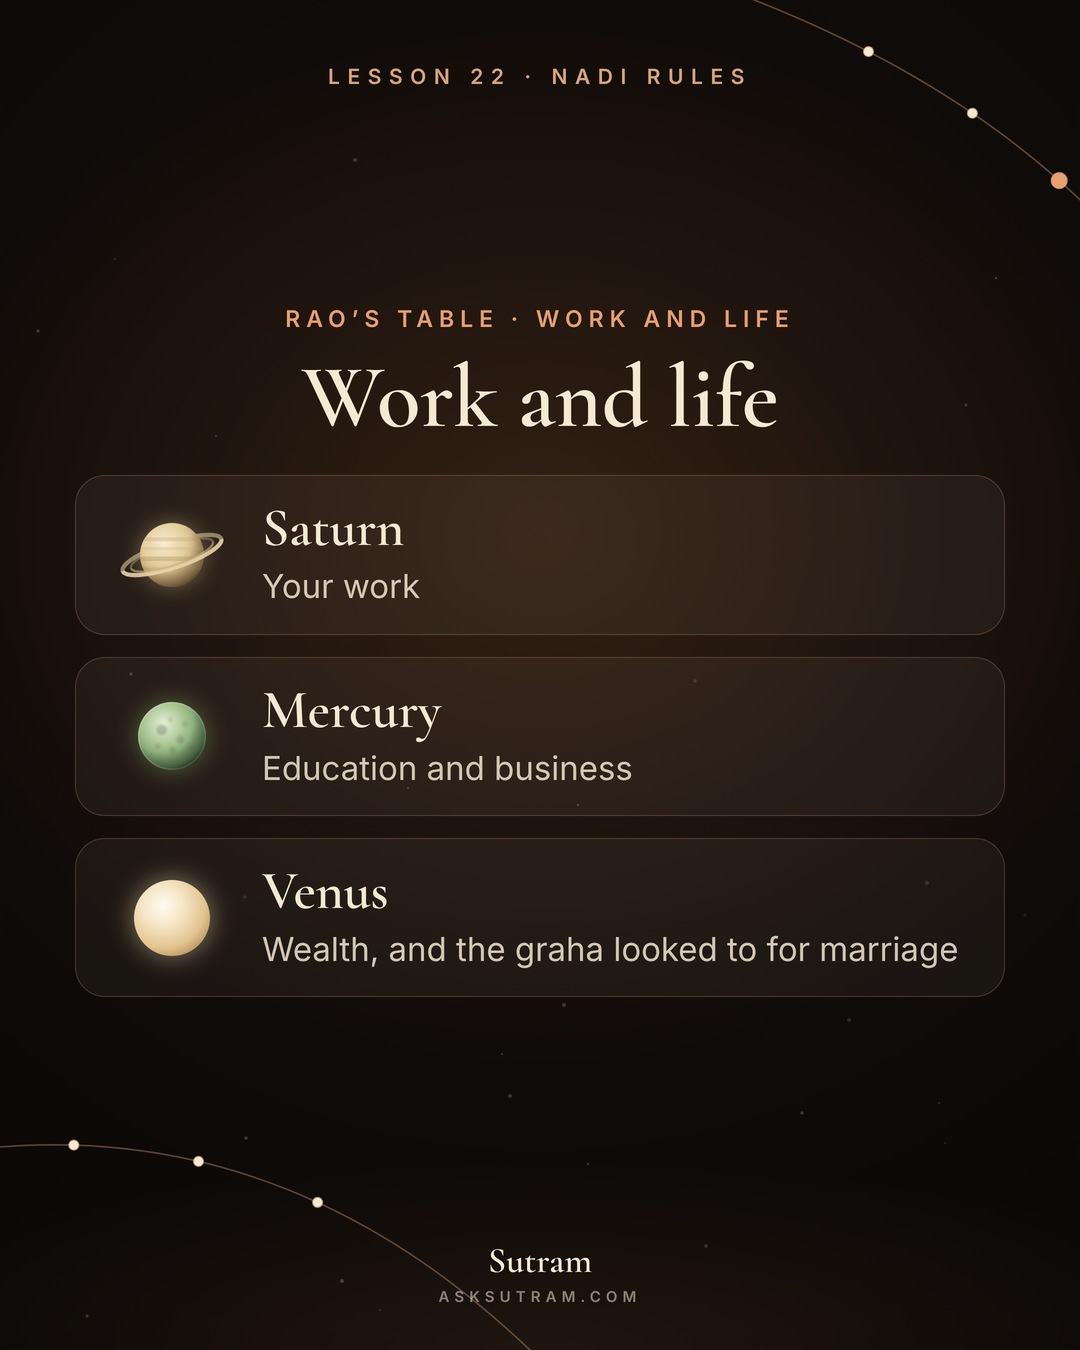 LESSON 22 · NADI RULES
RAO’S TABLE · WORK AND LIFE
Work and life
Saturn
Your work
Mercury
Education and business
Venus
Wealth, and the graha looked to for marriage
Sutram
ASKSUTRAM.COM